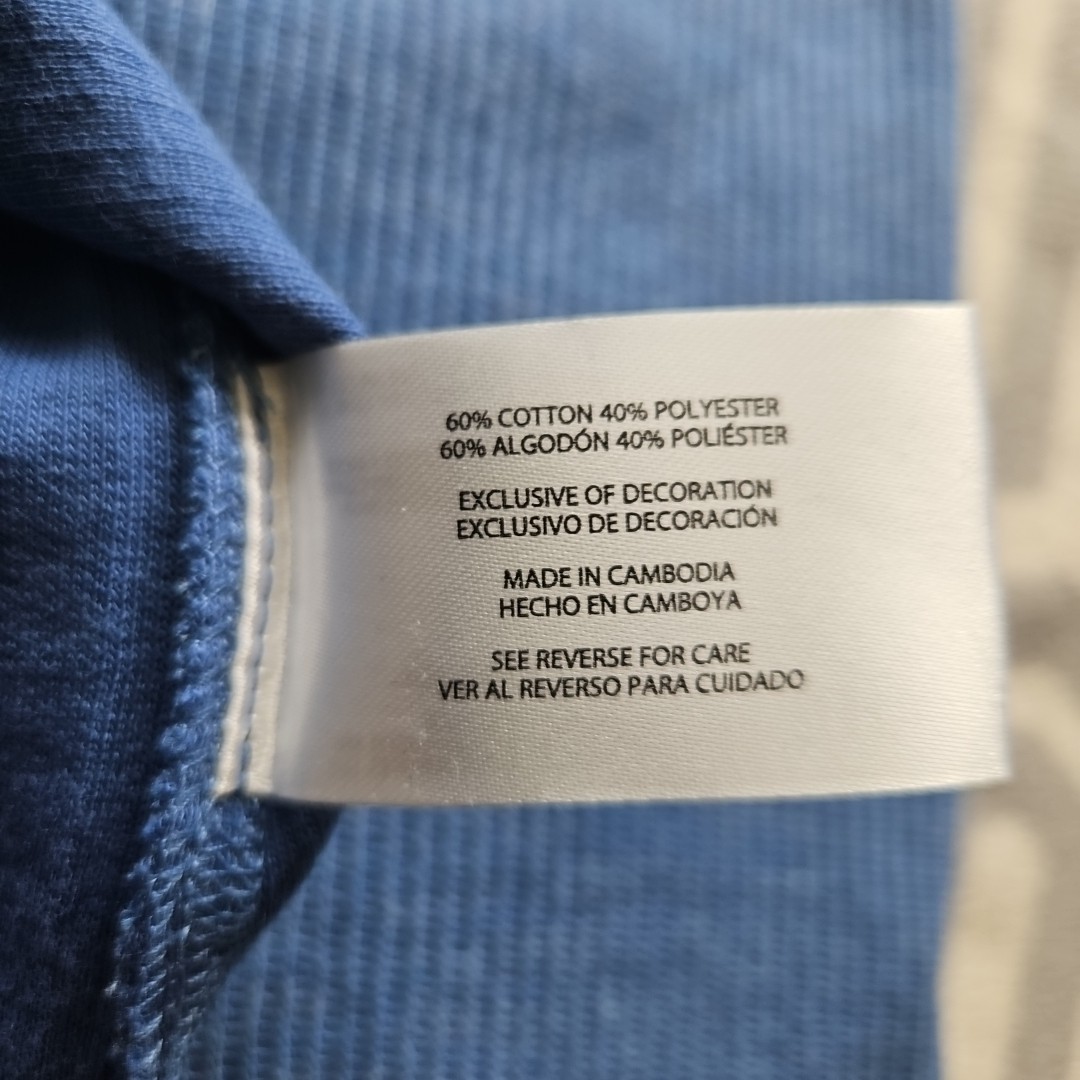 60% COTTON 40% POLYESTER
60% ALGODÓN 40% POLIÉSTER
EXCLUSIVE OF DECORATION
EXCLUSIVO DE DECORACIÓN
MADE IN CAMBODIA
HECHO EN CAMBOYA
SEE REVERSE FOR CARE
VER AL REVERSO PARA CUIDADO